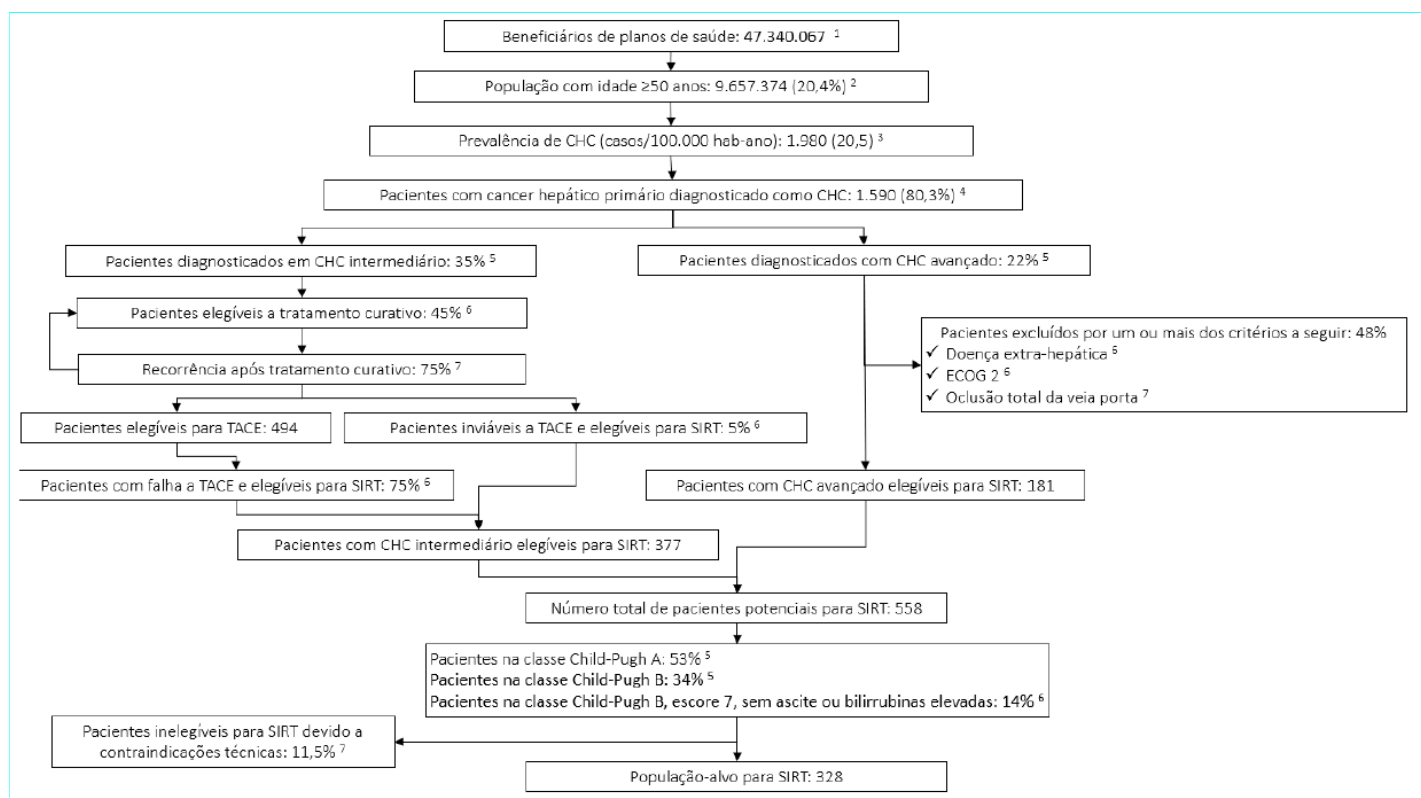 Beneficiários de planos de saúde: 47.340.067 ¹
População com idade ≥50 anos: 9.657.374 (20,4%) ²
Prevalência de CHC (casos/100.000 hab-ano): 1.980 (20,5) ³
Pacientes com cancer hepático primário diagnosticado como CHC: 1.590 (80,3%) ⁴
Pacientes diagnosticados em CHC intermediário: 35% ⁵
Pacientes diagnosticados com CHC avançado: 22% ⁵
Pacientes elegíveis a tratamento curativo: 45% ⁶
Pacientes excluídos por um ou mais dos critérios a seguir: 48%
✓ Doença extra-hepática ⁵
✓ ECOG 2 ⁶
✓ Oclusão total da veia porta ⁷
Recorrência após tratamento curativo: 75% ⁷
Pacientes elegíveis para TACE: 494
Pacientes inviáveis a TACE e elegíveis para SIRT: 5% ⁶
Pacientes com falha a TACE e elegíveis para SIRT: 75% ⁶
Pacientes com CHC avançado elegíveis para SIRT: 181
Pacientes com CHC intermediário elegíveis para SIRT: 377
Número total de pacientes potenciais para SIRT: 558
Pacientes na classe Child-Pugh A: 53% ⁵
Pacientes na classe Child-Pugh B: 34% ⁵
Pacientes na classe Child-Pugh B, escore 7, sem ascite ou bilirrubinas elevadas: 14% ⁶
Pacientes inelegíveis para SIRT devido a
contraindicações técnicas: 11,5% ⁷
População-alvo para SIRT: 328